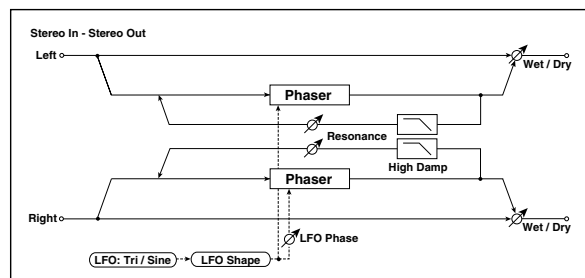 Stereo In - Stereo Out
Left
Wet / Dry
Phaser
Resonance
High Damp
Phaser
Right
Wet / Dry
LFO Phase
LFO: Tri / Sine
LFO Shape